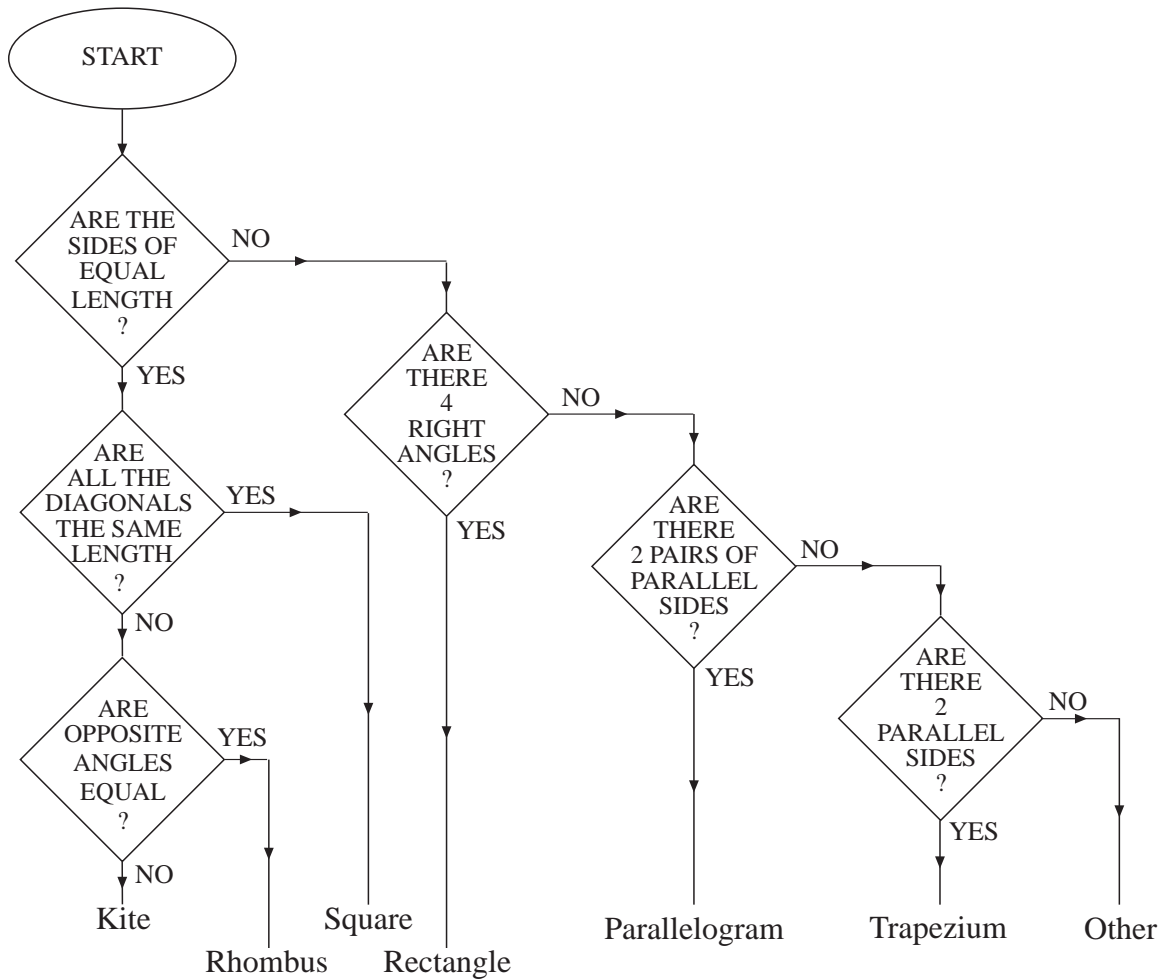 START
ARE THE
SIDES OF
EQUAL
LENGTH
?
NO
YES
ARE
THERE
4
RIGHT
ANGLES
?
NO
YES
ARE
ALL THE
DIAGONALS
THE SAME
LENGTH
?
YES
NO
ARE
THERE
2 PAIRS OF
PARALLEL
SIDES
?
NO
YES
ARE
OPPOSITE
ANGLES
EQUAL
?
YES
NO
ARE
THERE
2
PARALLEL
SIDES
?
NO
YES
Kite
Rhombus
Square
Rectangle
Parallelogram
Trapezium
Other